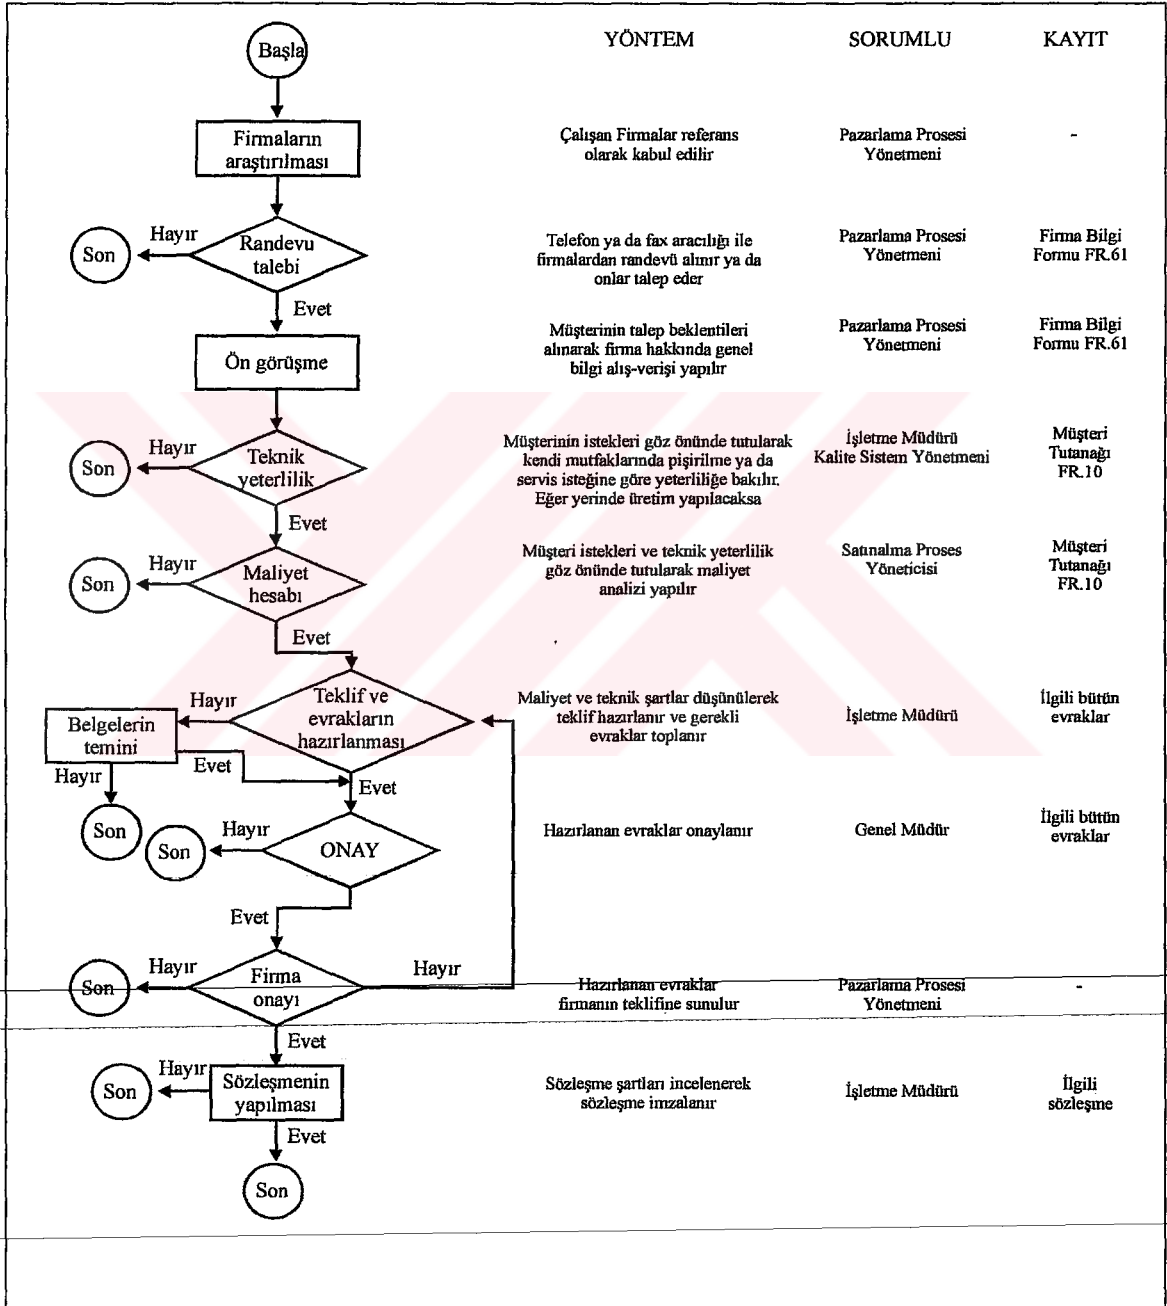 Başla
YÖNTEM
SORUMLU
KAYIT
Firmaların
araştırılması
Çalışan Firmalar referans
olarak kabul edilir
Pazarlama Prosesi
Yönetmeni
-
Son
Hayır
Randevu
talebi
Telefon ya da fax aracılığı ile
firmalardan randevü alınır ya da
onlar talep eder
Pazarlama Prosesi
Yönetmeni
Firma Bilgi
Formu FR.61
Evet
Ön görüşme
Müşterinin talep beklentileri
alınarak firma hakkında genel
bilgi alış-verişi yapılır
Pazarlama Prosesi
Yönetmeni
Firma Bilgi
Formu FR.61
Son
Hayır
Teknik
yeterlilik
Müşterinin istekleri göz önünde tutularak
kendi mutfaklarında pişirilme ya da
servis isteğine göre yeterliliğe bakılır.
Eğer yerinde üretim yapılacaksa
İşletme Müdürü
Kalite Sistem Yönetmeni
Müşteri
Tutanağı
FR.10
Evet
Son
Hayır
Maliyet
hesabı
Müşteri istekleri ve teknik yeterlilik
göz önünde tutularak maliyet
analizi yapılır
Satınalma Proses
Yöneticisi
Müşteri
Tutanağı
FR.10
Evet
Teklif ve
evrakların
hazırlanması
Hayır
Belgelerin
temini
Maliyet ve teknik şartlar düşünülerek
teklif hazırlanır ve gerekli
evraklar toplanır
İşletme Müdürü
İlgili bütün
evraklar
Hayır
Evet
Evet
Son
Son
Hayır
ONAY
Hazırlanan evraklar onaylanır
Genel Müdür
İlgili bütün
evraklar
Evet
Son
Hayır
Firma
onayı
Hayır
Hazırlanan evraklar
firmanın teklifine sunulur
Pazarlama Prosesi
Yönetmeni
-
Evet
Son
Hayır
Sözleşmenin
yapılması
Sözleşme şartları incelenerek
sözleşme imzalanır
İşletme Müdürü
İlgili
sözleşme
Evet
Son